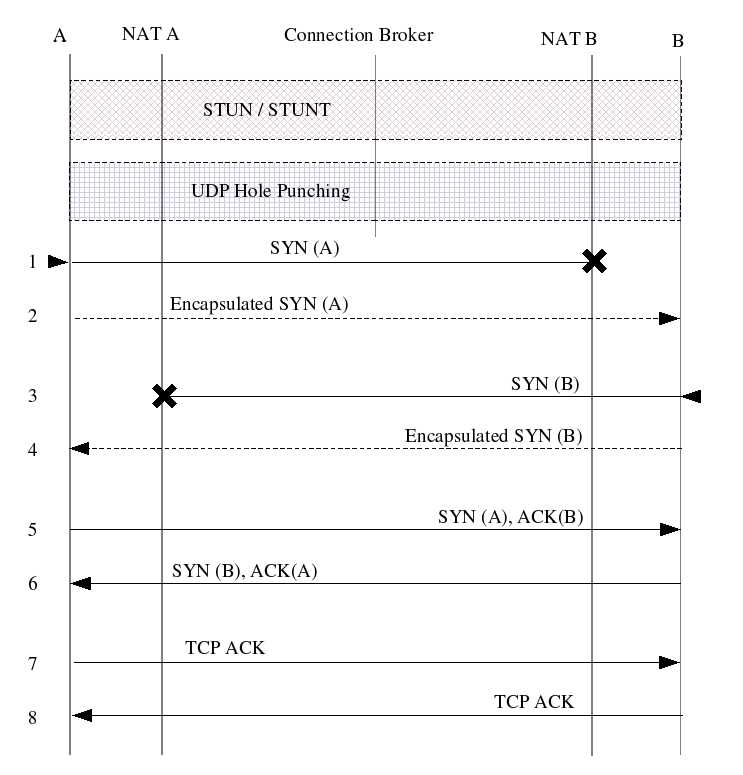 A
NAT A
Connection Broker
NAT B
B
STUN / STUNT
UDP Hole Punching
SYN (A)
1
Encapsulated SYN (A)
2
SYN (B)
3
Encapsulated SYN (B)
4
SYN (A), ACK(B)
5
SYN (B), ACK(A)
6
TCP ACK
7
TCP ACK
8